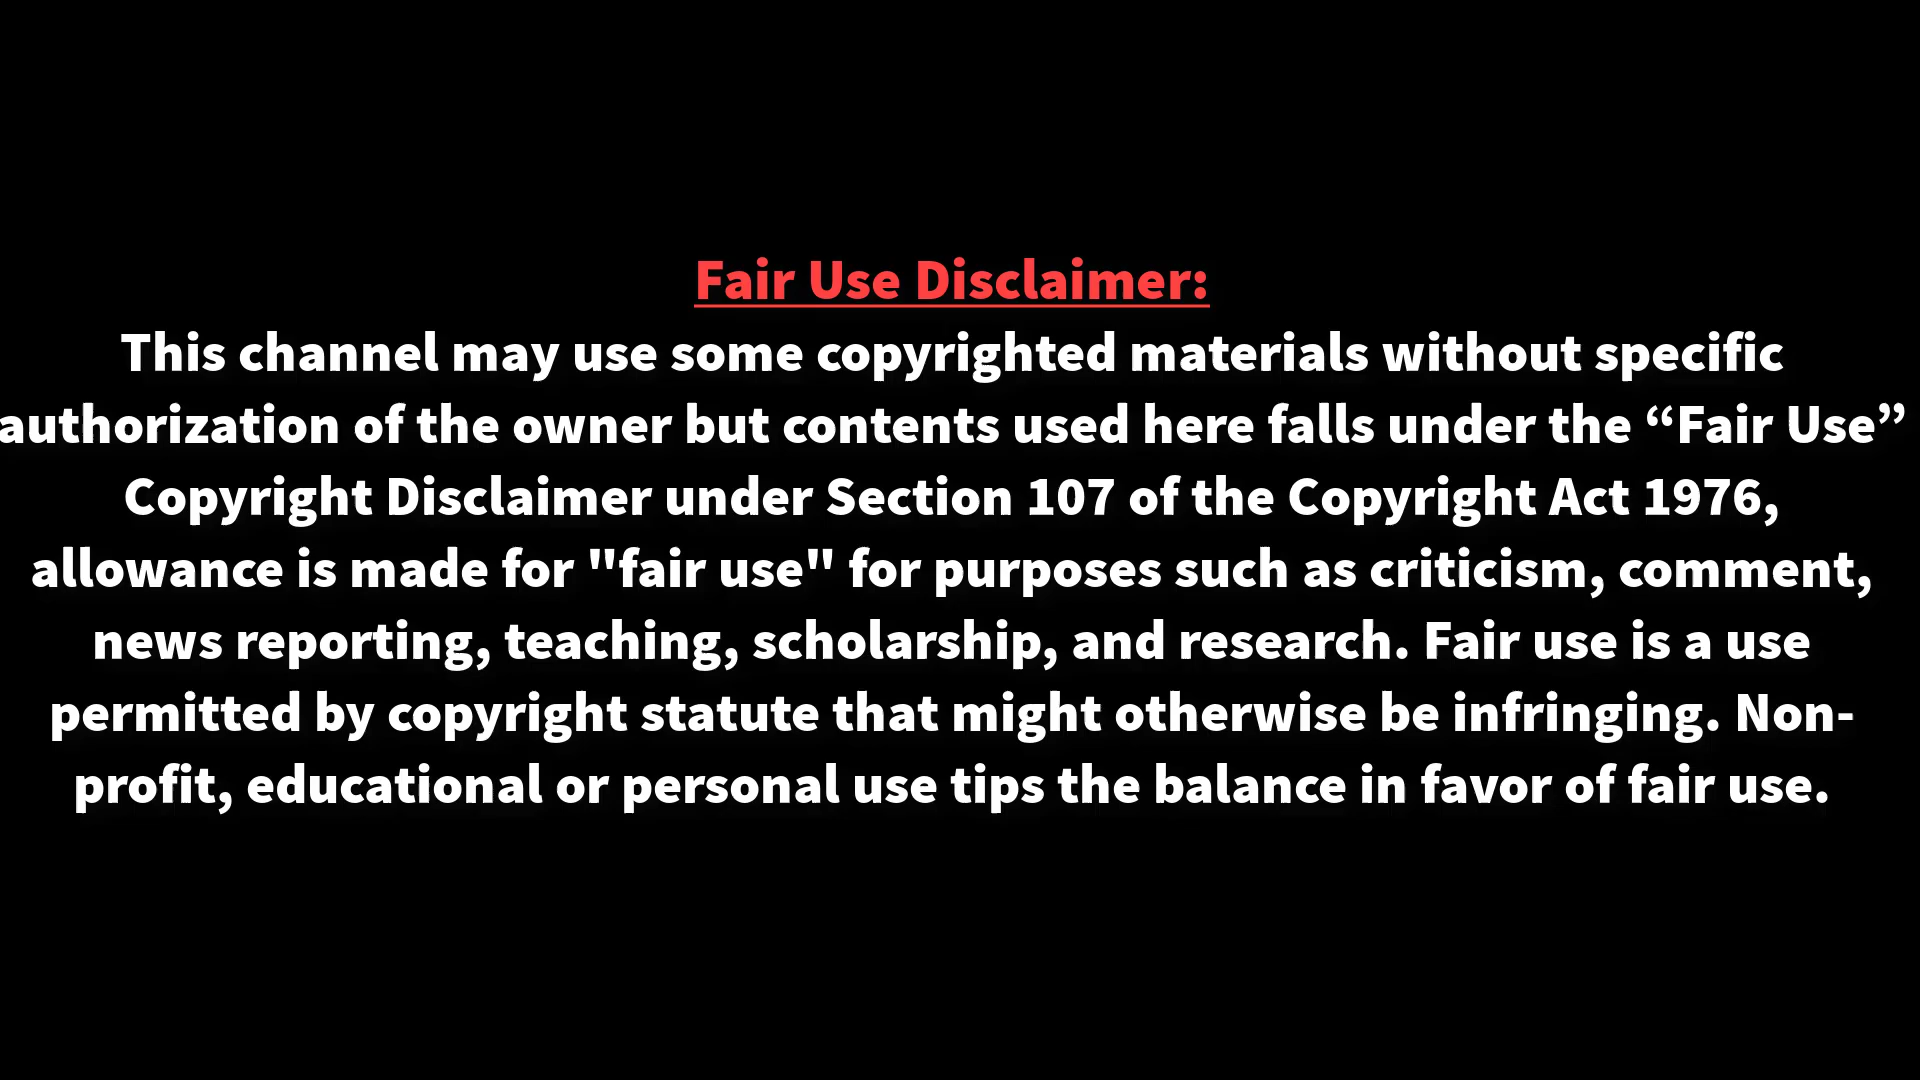 Fair Use Disclaimer:
This channel may use some copyrighted materials without specific
authorization of the owner but contents used here falls under the “Fair Use”
Copyright Disclaimer under Section 107 of the Copyright Act 1976,
allowance is made for "fair use" for purposes such as criticism, comment,
news reporting, teaching, scholarship, and research. Fair use is a use
permitted by copyright statute that might otherwise be infringing. Non-
profit, educational or personal use tips the balance in favor of fair use.